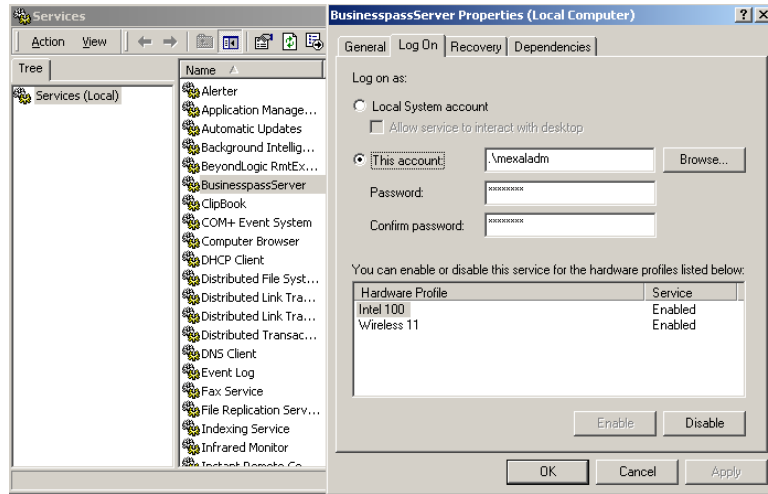 Services
Action View
Tree
Services (Local)
Name
Alerter
Application Manage...
Automatic Updates
Background Intellig...
BeyondLogic RmtEx...
BusinesspassServer
ClipBook
COM+ Event System
Computer Browser
DHCP Client
Distributed File Syst...
Distributed Link Tra...
Distributed Link Tra...
Distributed Transac...
DNS Client
Event Log
Fax Service
File Replication Serv...
Indexing Service
Infrared Monitor
BusinesspassServer Properties (Local Computer)
General Log On Recovery Dependencies
Log on as:
Local System account
Allow service to interact with desktop
This account:
.\mexaladm
Browse...
Password:
xxxxxxxx
Confirm password:
xxxxxxxx
You can enable or disable this service for the hardware profiles listed below:
Hardware Profile Service
Intel 100 Enabled
Wireless 11 Enabled
Enable Disable
OK Cancel Apply